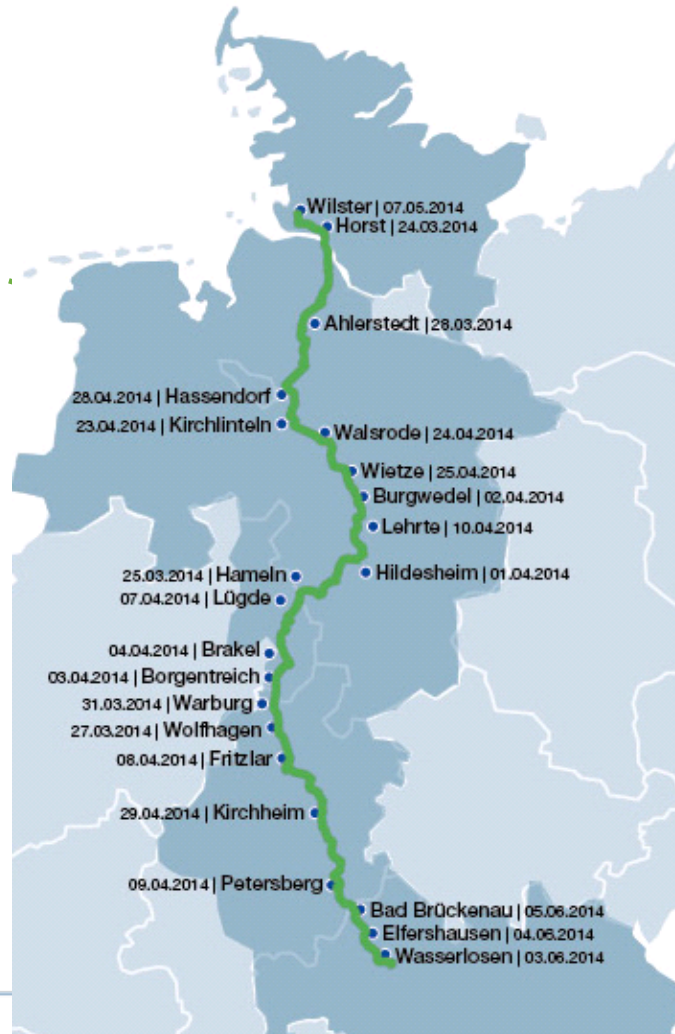 Wilster | 07.05.2014
Horst | 24.03.2014
Ahlerstedt | 28.03.2014
28.04.2014 | Hassendorf
23.04.2014 | Kirchlinteln
Walsrode | 24.04.2014
Wietze | 25.04.2014
Burgwedel | 02.04.2014
Lehrte | 10.04.2014
25.03.2014 | Hameln
Hildesheim | 01.04.2014
07.04.2014 | Lügde
04.04.2014 | Brakel
03.04.2014 | Borgentreich
31.03.2014 | Warburg
27.03.2014 | Wolfhagen
08.04.2014 | Fritzlar
29.04.2014 | Kirchheim
09.04.2014 | Petersberg
Bad Brückenau | 05.06.2014
Elfershausen | 04.06.2014
Wasserlosen | 03.06.2014